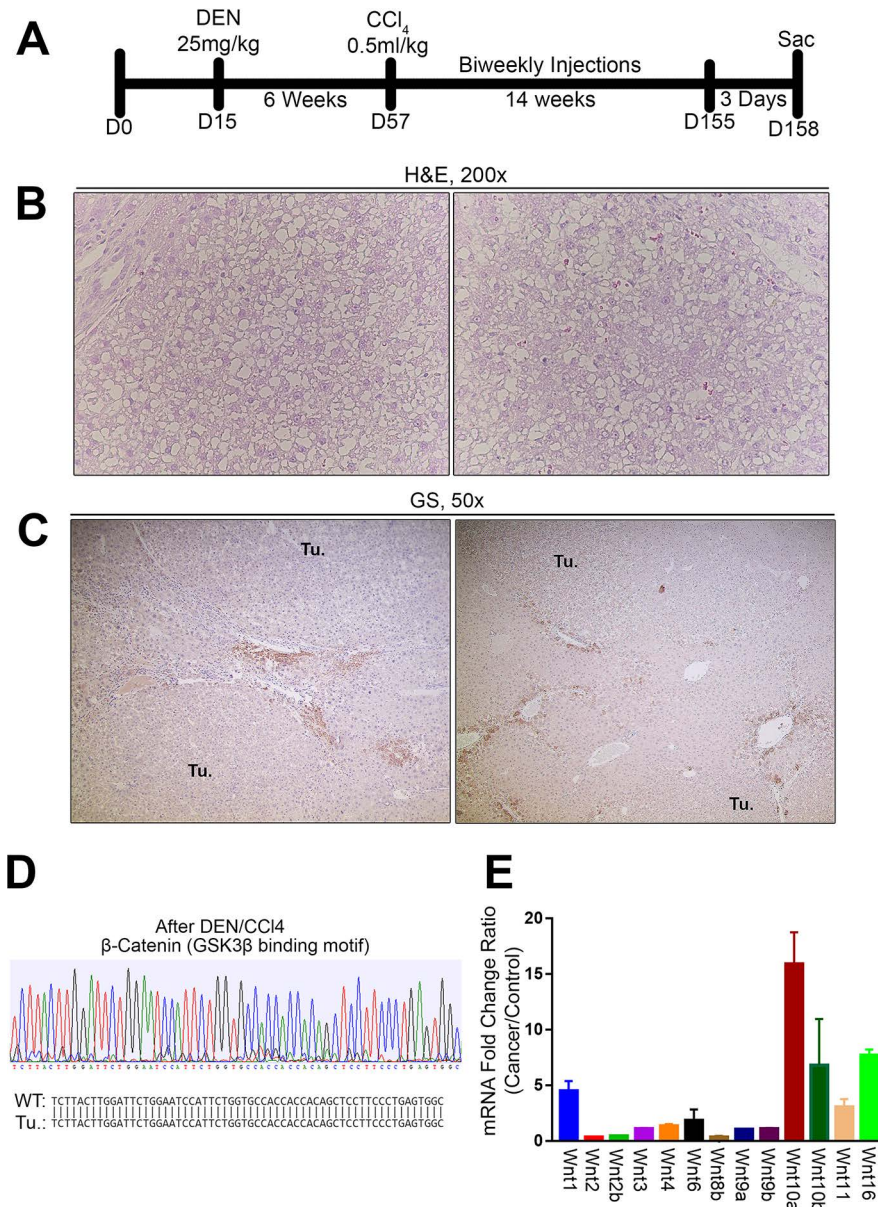 A
DEN
25mg/kg
CCl4
0.5ml/kg
Biweekly Injections
Sac
6 Weeks
14 weeks
3 Days
D0
D15
D57
D155
D158
H&E, 200x
B
GS, 50x
C
Tu.
Tu.
Tu.
Tu.
D
After DEN/CCl4
β-Catenin (GSK3β binding motif)
TCTTACTTGGATTCTGGAATCCATTCTGGTGCCACCACCACAGCTCCTTCCCTGAGTGGC
WT: TCTTACTTGGATTCTGGAATCCATTCTGGTGCCACCACCACAGCTCCTTCCCTGAGTGGC
Tu.: TCTTACTTGGATTCTGGAATCCATTCTGGTGCCACCACCACAGCTCCTTCCCTGAGTGGC
E
mRNA Fold Change Ratio
(Cancer/Control)
20
15
10
5
0
Wnt1
Wnt2
Wnt2b
Wnt3
Wnt4
Wnt6
Wnt8b
Wnt9a
Wnt9b
Wnt10a
Wnt10b
Wnt11
Wnt16